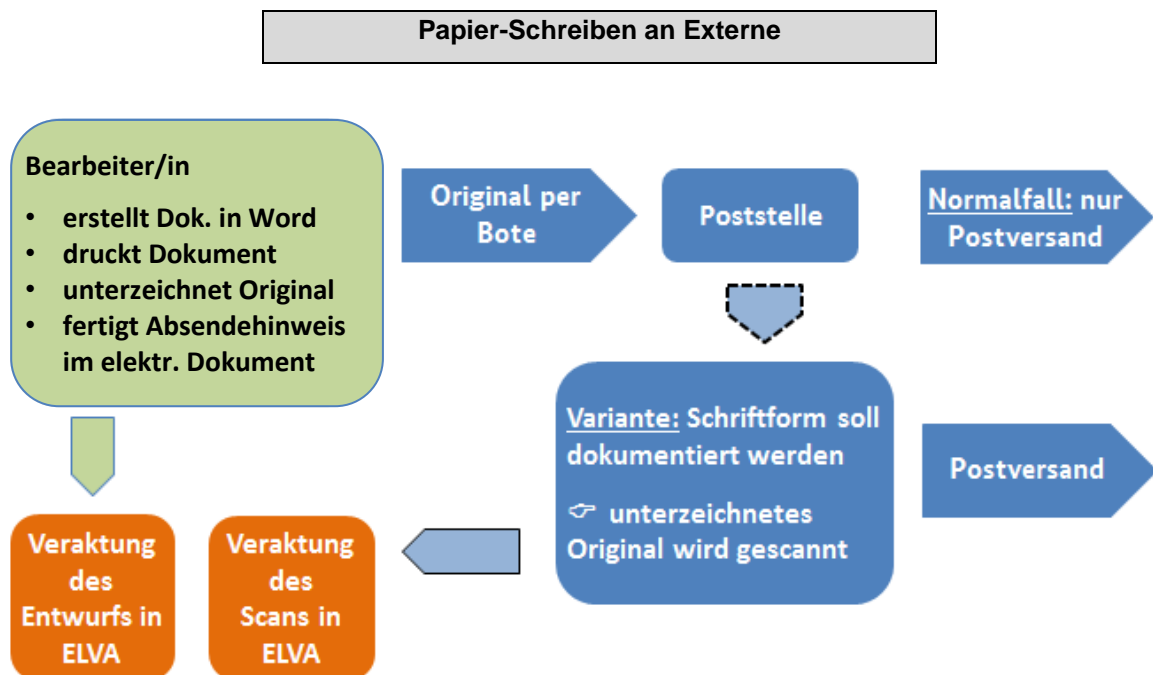 Papier-Schreiben an Externe
Bearbeiter/in
• erstellt Dok. in Word
• druckt Dokument
• unterzeichnet Original
• fertigt Absendehinweis
im elektr. Dokument
Original per
Bote
Poststelle
Normalfall: nur
Postversand
Variante: Schriftform soll
dokumentiert werden
☞ unterzeichnetes
Original wird gescannt
Postversand
Veraktung
des
Entwurfs in
ELVA
Veraktung
des
Scans in
ELVA